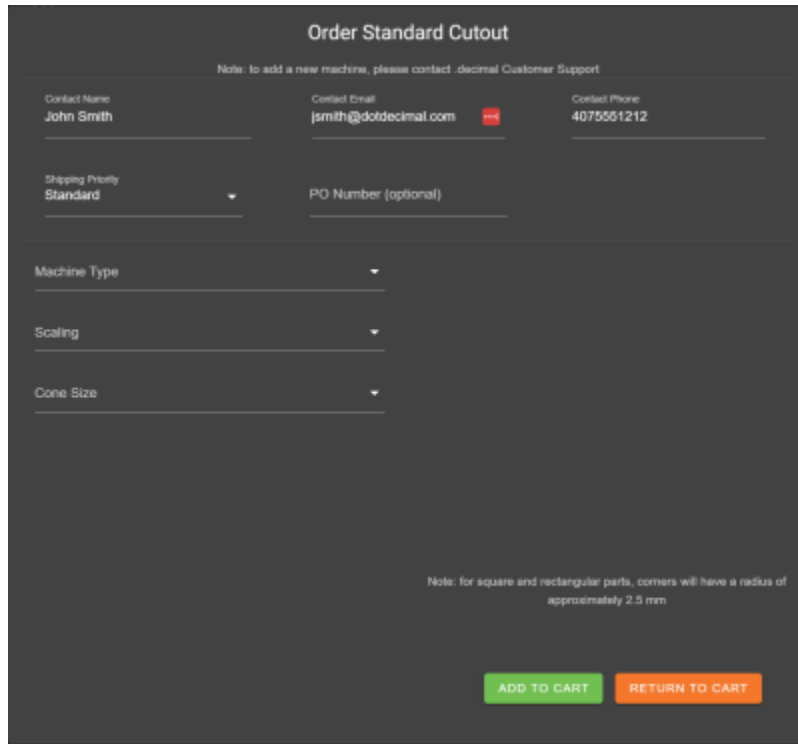 Order Standard Cutout
Note: to add a new machine, please contact .decimal Customer Support
Contact Name
John Smith
Contact Email
jsmith@dotdecimal.com
Contact Phone
4075551212
Shipping Priority
Standard
PO Number (optional)
Machine Type
Scaling
Cone Size
Note: for square and rectangular parts, corners will have a radius of
approximately 2.5 mm
ADD TO CART
RETURN TO CART